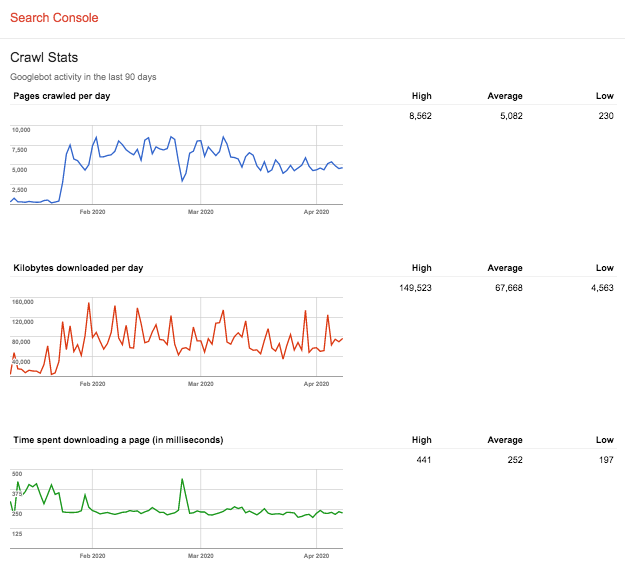 Search Console
Crawl Stats
Googlebot activity in the last 90 days
Pages crawled per day High Average Low
8,562 5,082 230
10,000
7,500
5,000
2,500
Feb 2020 Mar 2020 Apr 2020
Kilobytes downloaded per day High Average Low
149,523 67,668 4,563
160,000
120,000
80,000
40,000
Feb 2020 Mar 2020 Apr 2020
Time spent downloading a page (in milliseconds) High Average Low
441 252 197
500
375
250
125
Feb 2020 Mar 2020 Apr 2020